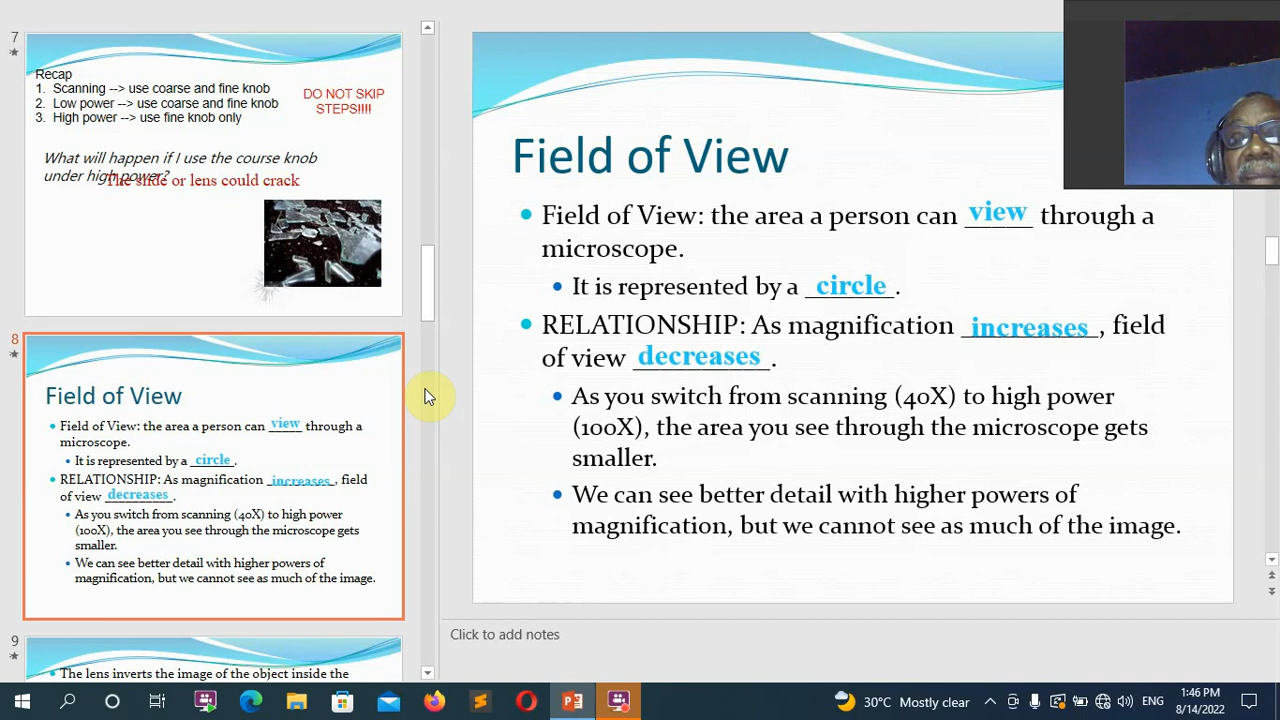 7
Recap
1. Scanning --> use coarse and fine knob
2. Low power --> use coarse and fine knob
3. High power --> use fine knob only
DO NOT SKIP
STEPS!!!!
What will happen if I use the course knob
under high power?
The slide or lens could crack
8
Field of View
• Field of View: the area a person can view through a
microscope.
• It is represented by a circle.
• RELATIONSHIP: As magnification increases, field
of view decreases.
• As you switch from scanning (40X) to high power
(100X), the area you see through the microscope gets
smaller.
• We can see better detail with higher powers of
magnification, but we cannot see as much of the image.
9
• The lens inverts the image of the object inside the
Field of View
• Field of View: the area a person can view through a
microscope.
• It is represented by a circle.
• RELATIONSHIP: As magnification increases, field
of view decreases.
• As you switch from scanning (40X) to high power
(100X), the area you see through the microscope gets
smaller.
• We can see better detail with higher powers of
magnification, but we cannot see as much of the image.
Click to add notes
30°C Mostly clear
ENG
1:46 PM
8/14/2022